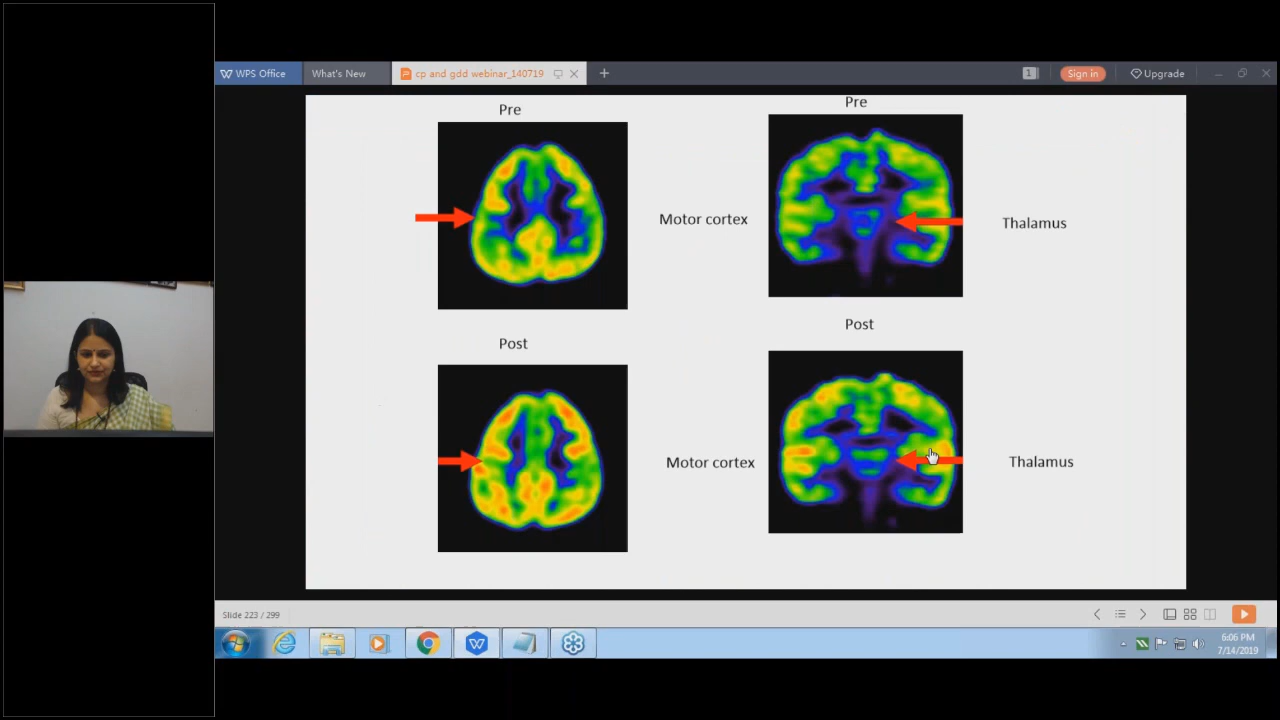 WPS Office
What's New
cp and gdd webinar_140719
1
Sign in
Upgrade
Pre
Pre
Motor cortex
Thalamus
Post
Post
Motor cortex
Thalamus
Slide 223 / 299
6:06 PM
7/14/2019